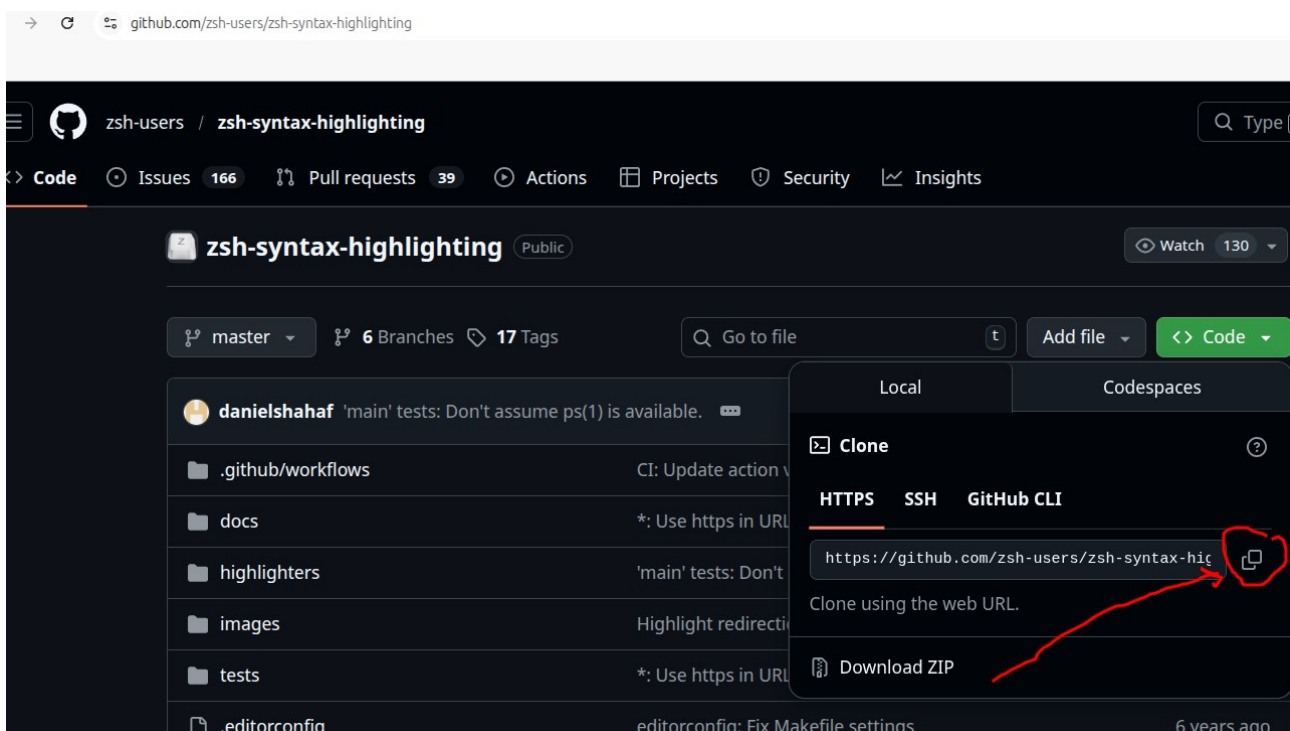 github.com/zsh-users/zsh-syntax-highlighting
zsh-users / zsh-syntax-highlighting
Type
Code Issues 166 Pull requests 39 Actions Projects Security Insights
zsh-syntax-highlighting Public
Watch 130
master 6 Branches 17 Tags
Go to file t
Add file
Code
danielshahaf 'main' tests: Don't assume ps(1) is available.
.github/workflows CI: Update action
docs *: Use https in URL
highlighters 'main' tests: Don't
images Highlight redirecti
tests *: Use https in URL
.editorconfig editorconfig: Fix Makefile settings 6 years ago
Local Codespaces
Clone
HTTPS SSH GitHub CLI
https://github.com/zsh-users/zsh-syntax-hig
Clone using the web URL.
Download ZIP